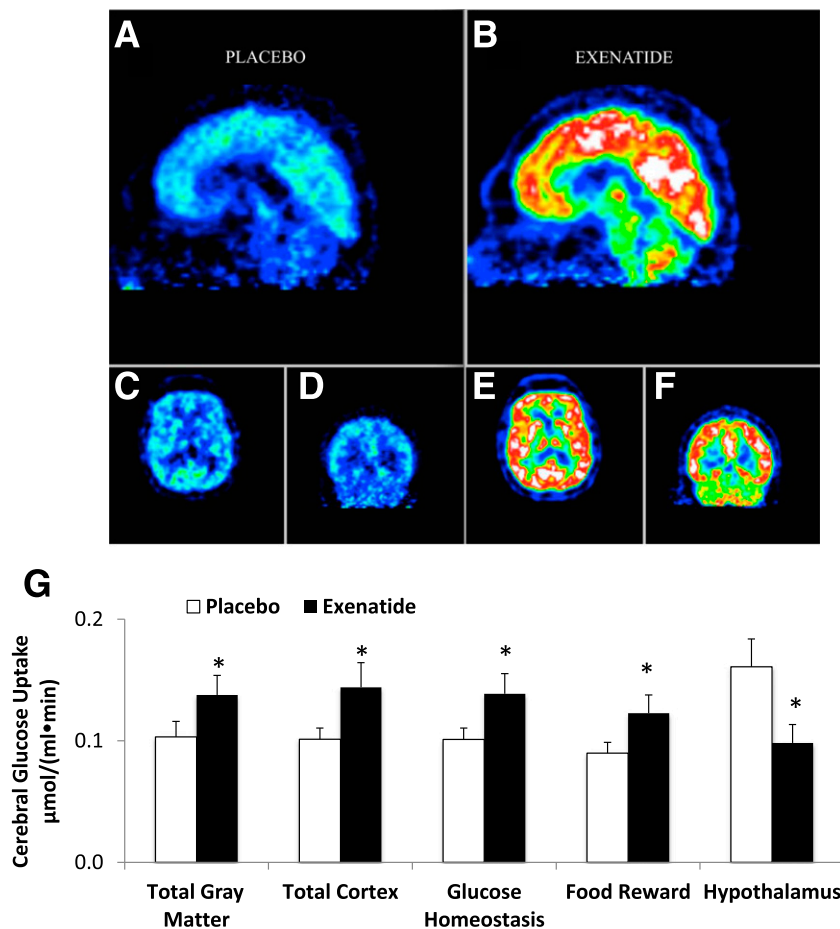 A
PLACEBO
B
EXENATIDE
C
D
E
F
G
Placebo
Exenatide
Cerebral Glucose Uptake
µmol/(ml•min)
0.2
0.1
0.0
*
*
*
*
*
Total Gray
Matter
Total Cortex
Glucose
Homeostasis
Food Reward
Hypothalamus